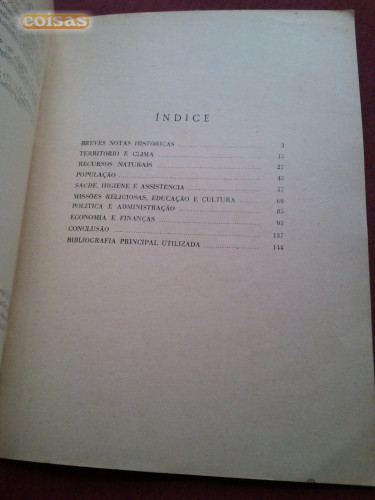 coisas
ÍNDICE
BREVES NOTAS HISTÓRICAS 3
TERRITÓRIO E CLIMA 15
RECURSOS NATURAIS 27
POPULAÇÃO 43
SAÚDE, HIGIENE E ASSISTÊNCIA 57
MISSÕES RELIGIOSAS, EDUCAÇÃO E CULTURA 69
POLÍTICA E ADMINISTRAÇÃO 85
ECONOMIA E FINANÇAS 95
CONCLUSÃO 137
BIBLIOGRAFIA PRINCIPAL UTILIZADA 144